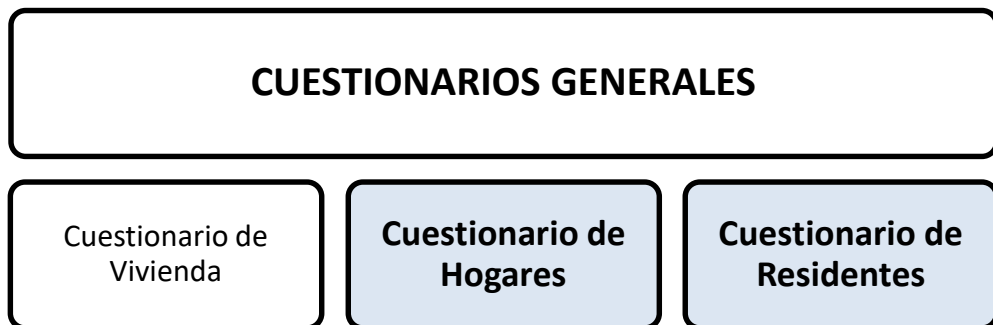 CUESTIONARIOS GENERALES
Cuestionario de
Vivienda
Cuestionario de
Hogares
Cuestionario de
Residentes